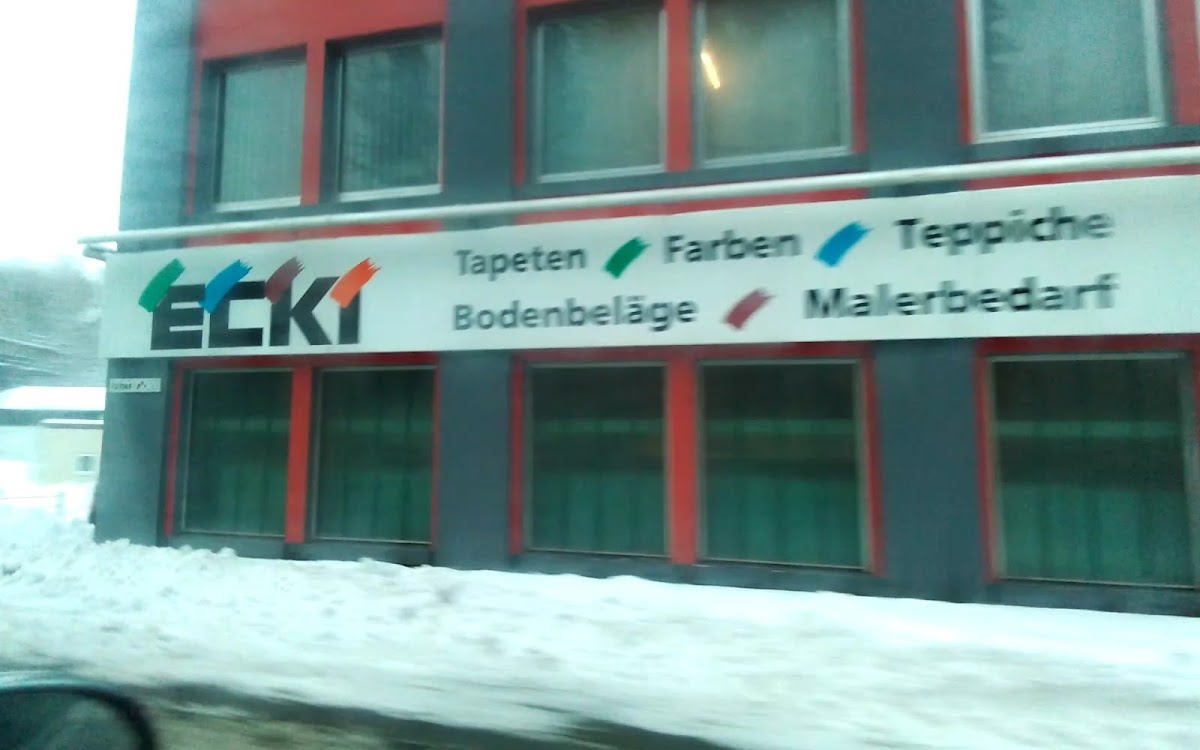 ECKI
Tapeten Farben Teppiche
Bodenbeläge Malerbedarf